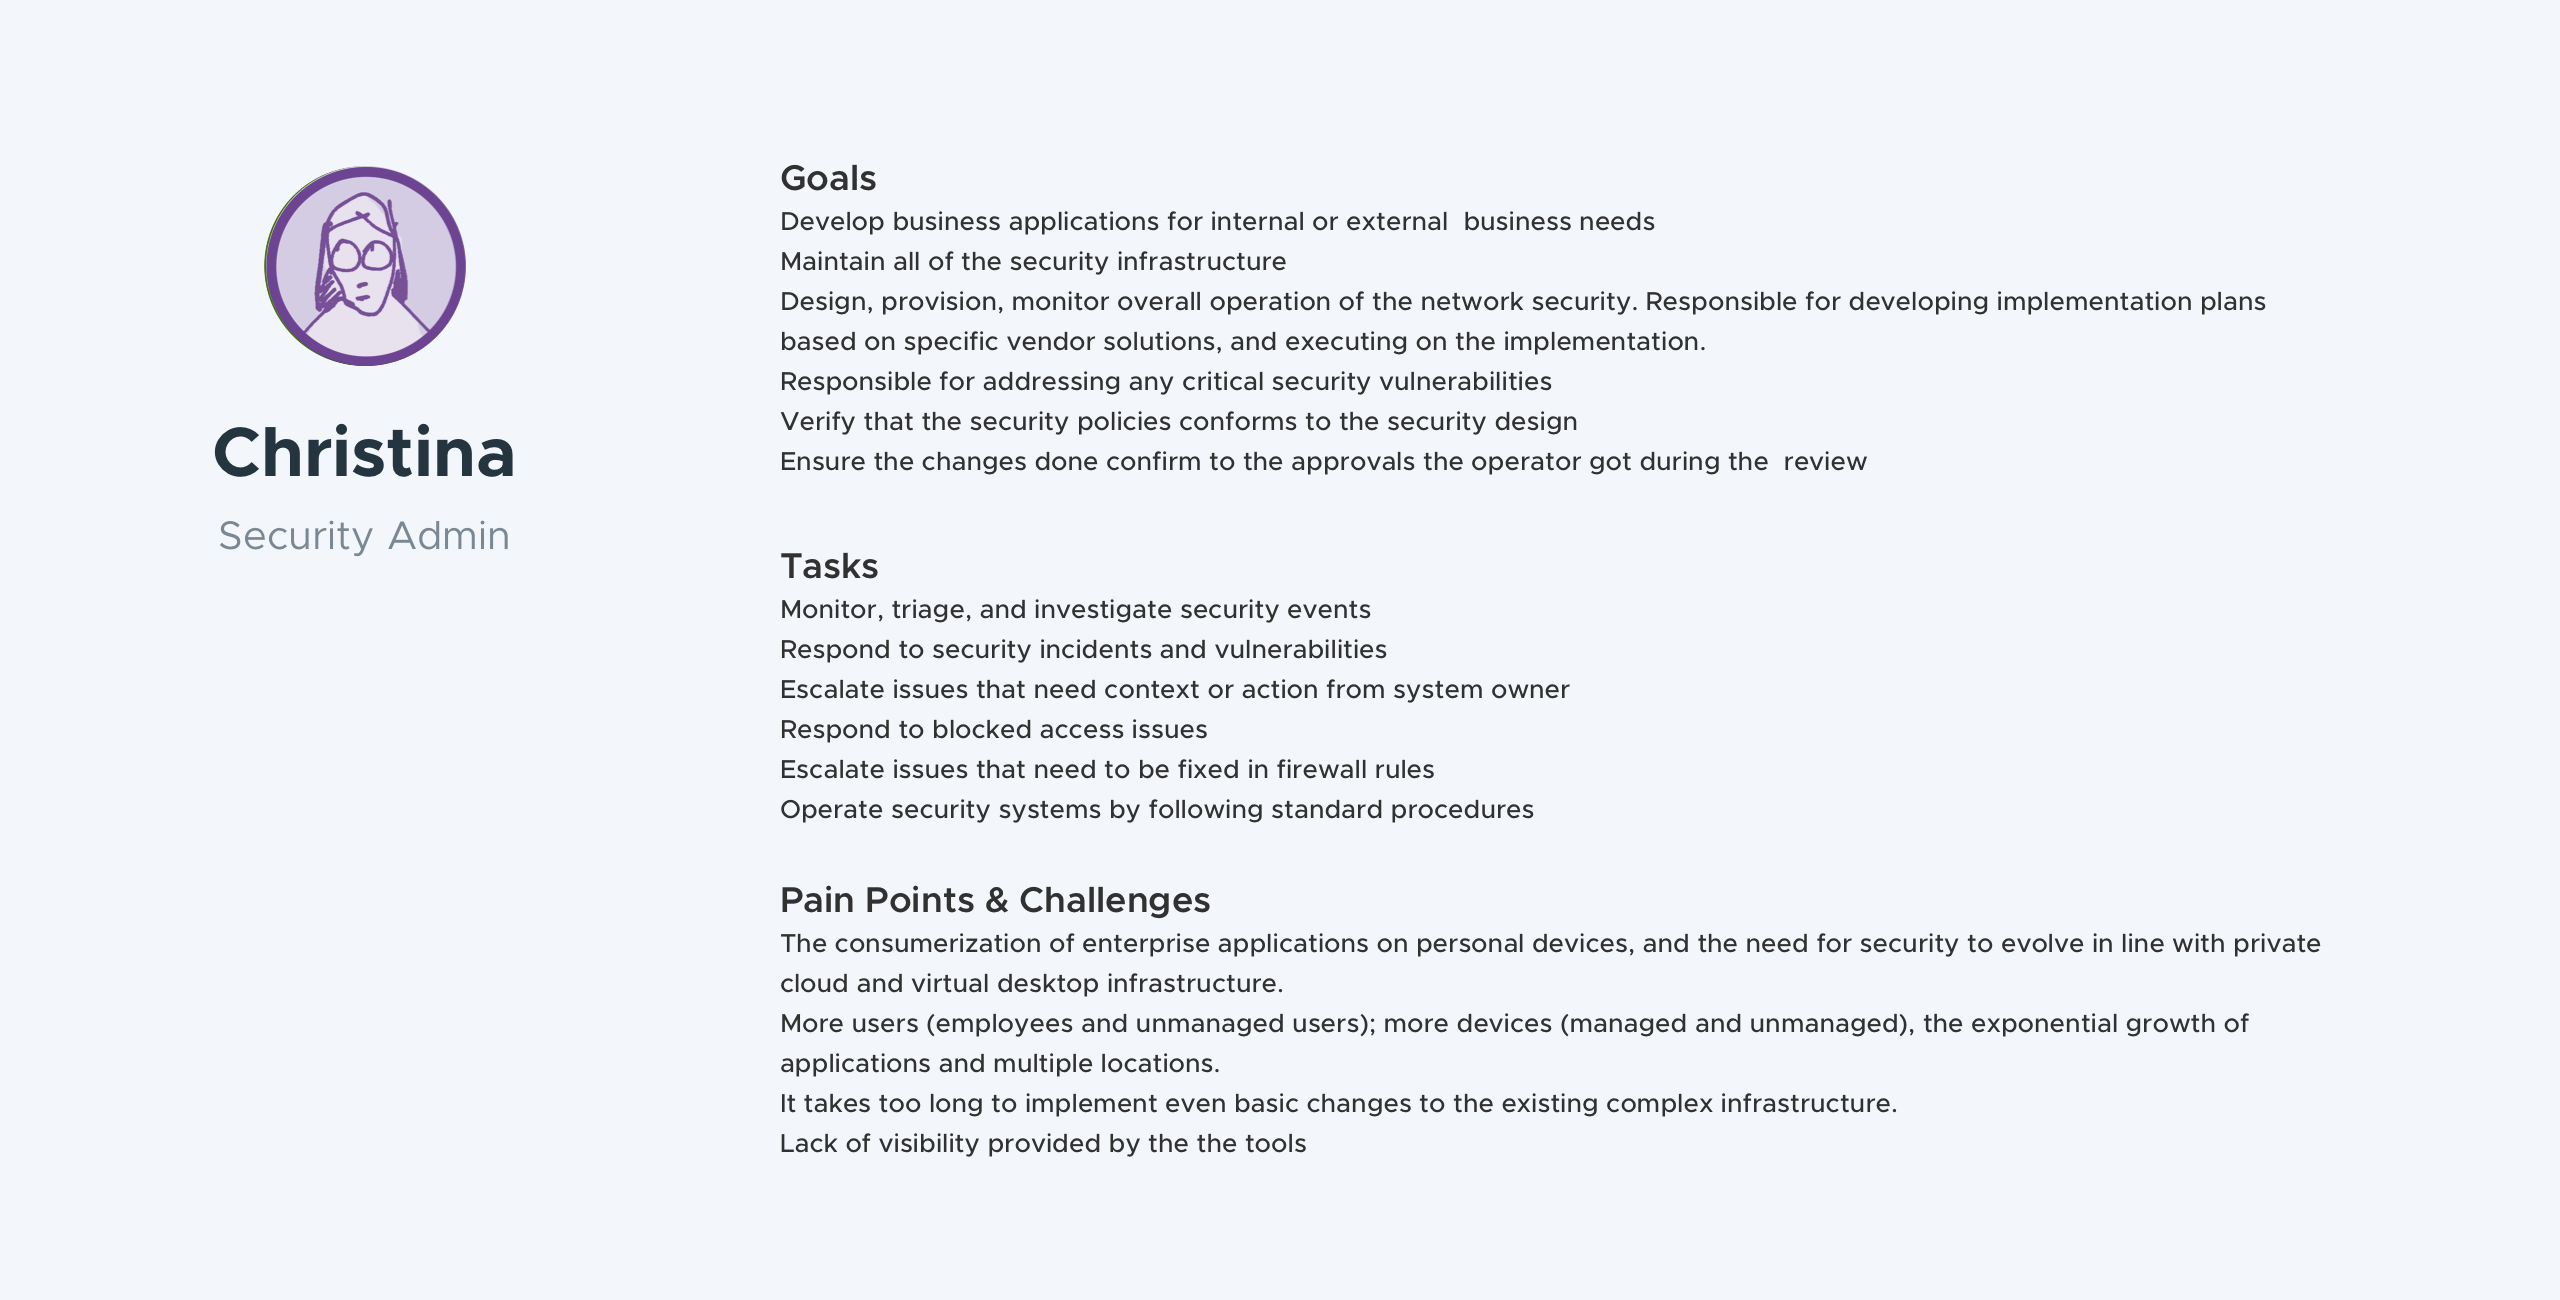 Christina
Security Admin
Goals
Develop business applications for internal or external  business needs
Maintain all of the security infrastructure
Design, provision, monitor overall operation of the network security. Responsible for developing implementation plans
based on specific vendor solutions, and executing on the implementation.
Responsible for addressing any critical security vulnerabilities
Verify that the security policies conforms to the security design
Ensure the changes done confirm to the approvals the operator got during the  review
Tasks
Monitor, triage, and investigate security events
Respond to security incidents and vulnerabilities
Escalate issues that need context or action from system owner
Respond to blocked access issues
Escalate issues that need to be fixed in firewall rules
Operate security systems by following standard procedures
Pain Points & Challenges
The consumerization of enterprise applications on personal devices, and the need for security to evolve in line with private
cloud and virtual desktop infrastructure.
More users (employees and unmanaged users); more devices (managed and unmanaged), the exponential growth of
applications and multiple locations.
It takes too long to implement even basic changes to the existing complex infrastructure.
Lack of visibility provided by the the tools